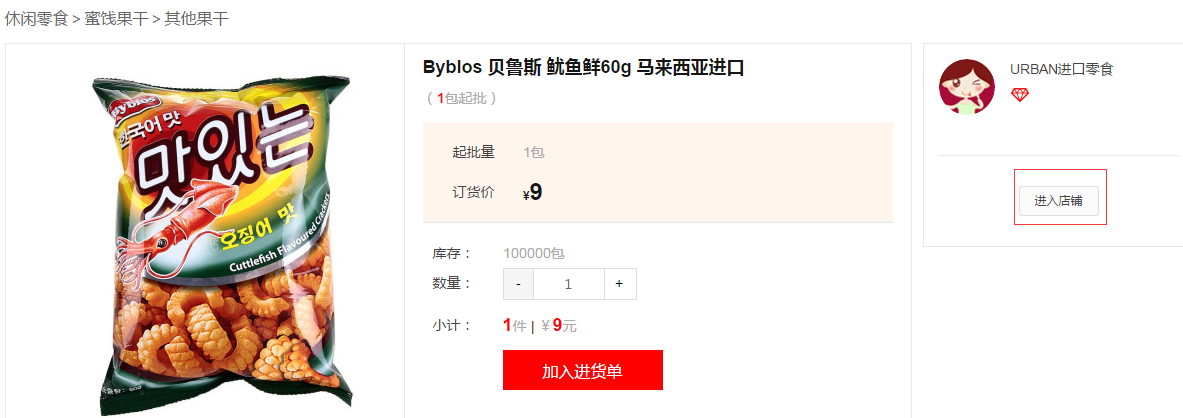 休闲零食 > 蜜饯果干 > 其他果干
Byblos
한국어 맛
맛있는
오징어 맛
Cuttlefish Flavoured Crackers
Byblos 贝鲁斯 鱿鱼鲜60g 马来西亚进口
（ 1包起批 ）
起批量 1包
订货价 ¥9
库存： 100000包
数量： - 1 +
小计： 1件 | ¥ 9元
加入进货单
URBAN进口零食
进入店铺